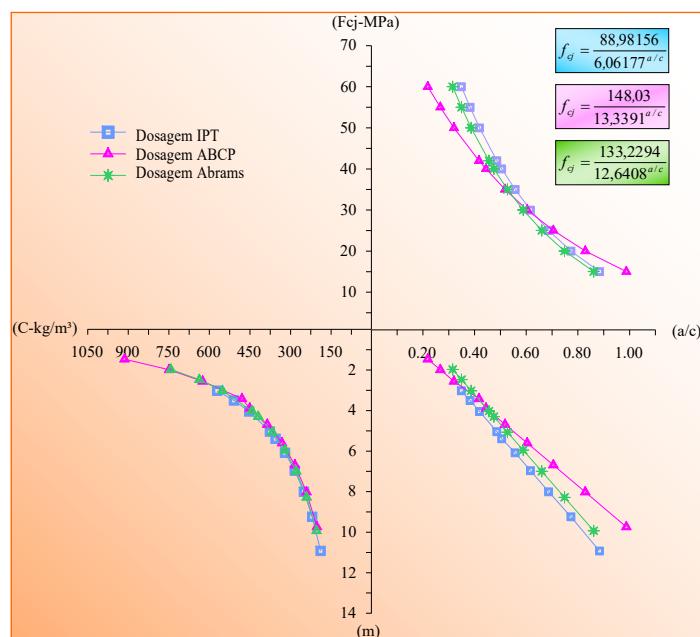 (Fcj-MPa)
70
60
50
40
30
20
10
Dosagem IPT
Dosagem ABCP
Dosagem Abrams
f_cj = 88,98156 / 6,06177^a/c
f_cj = 148,03 / 13,3391^a/c
f_cj = 133,2294 / 12,6408^a/c
(C-kg/m³)
(a/c)
1050 900 750 600 450 300 150
0.20 0.40 0.60 0.80 1.00
2
4
6
8
10
12
14
(m)